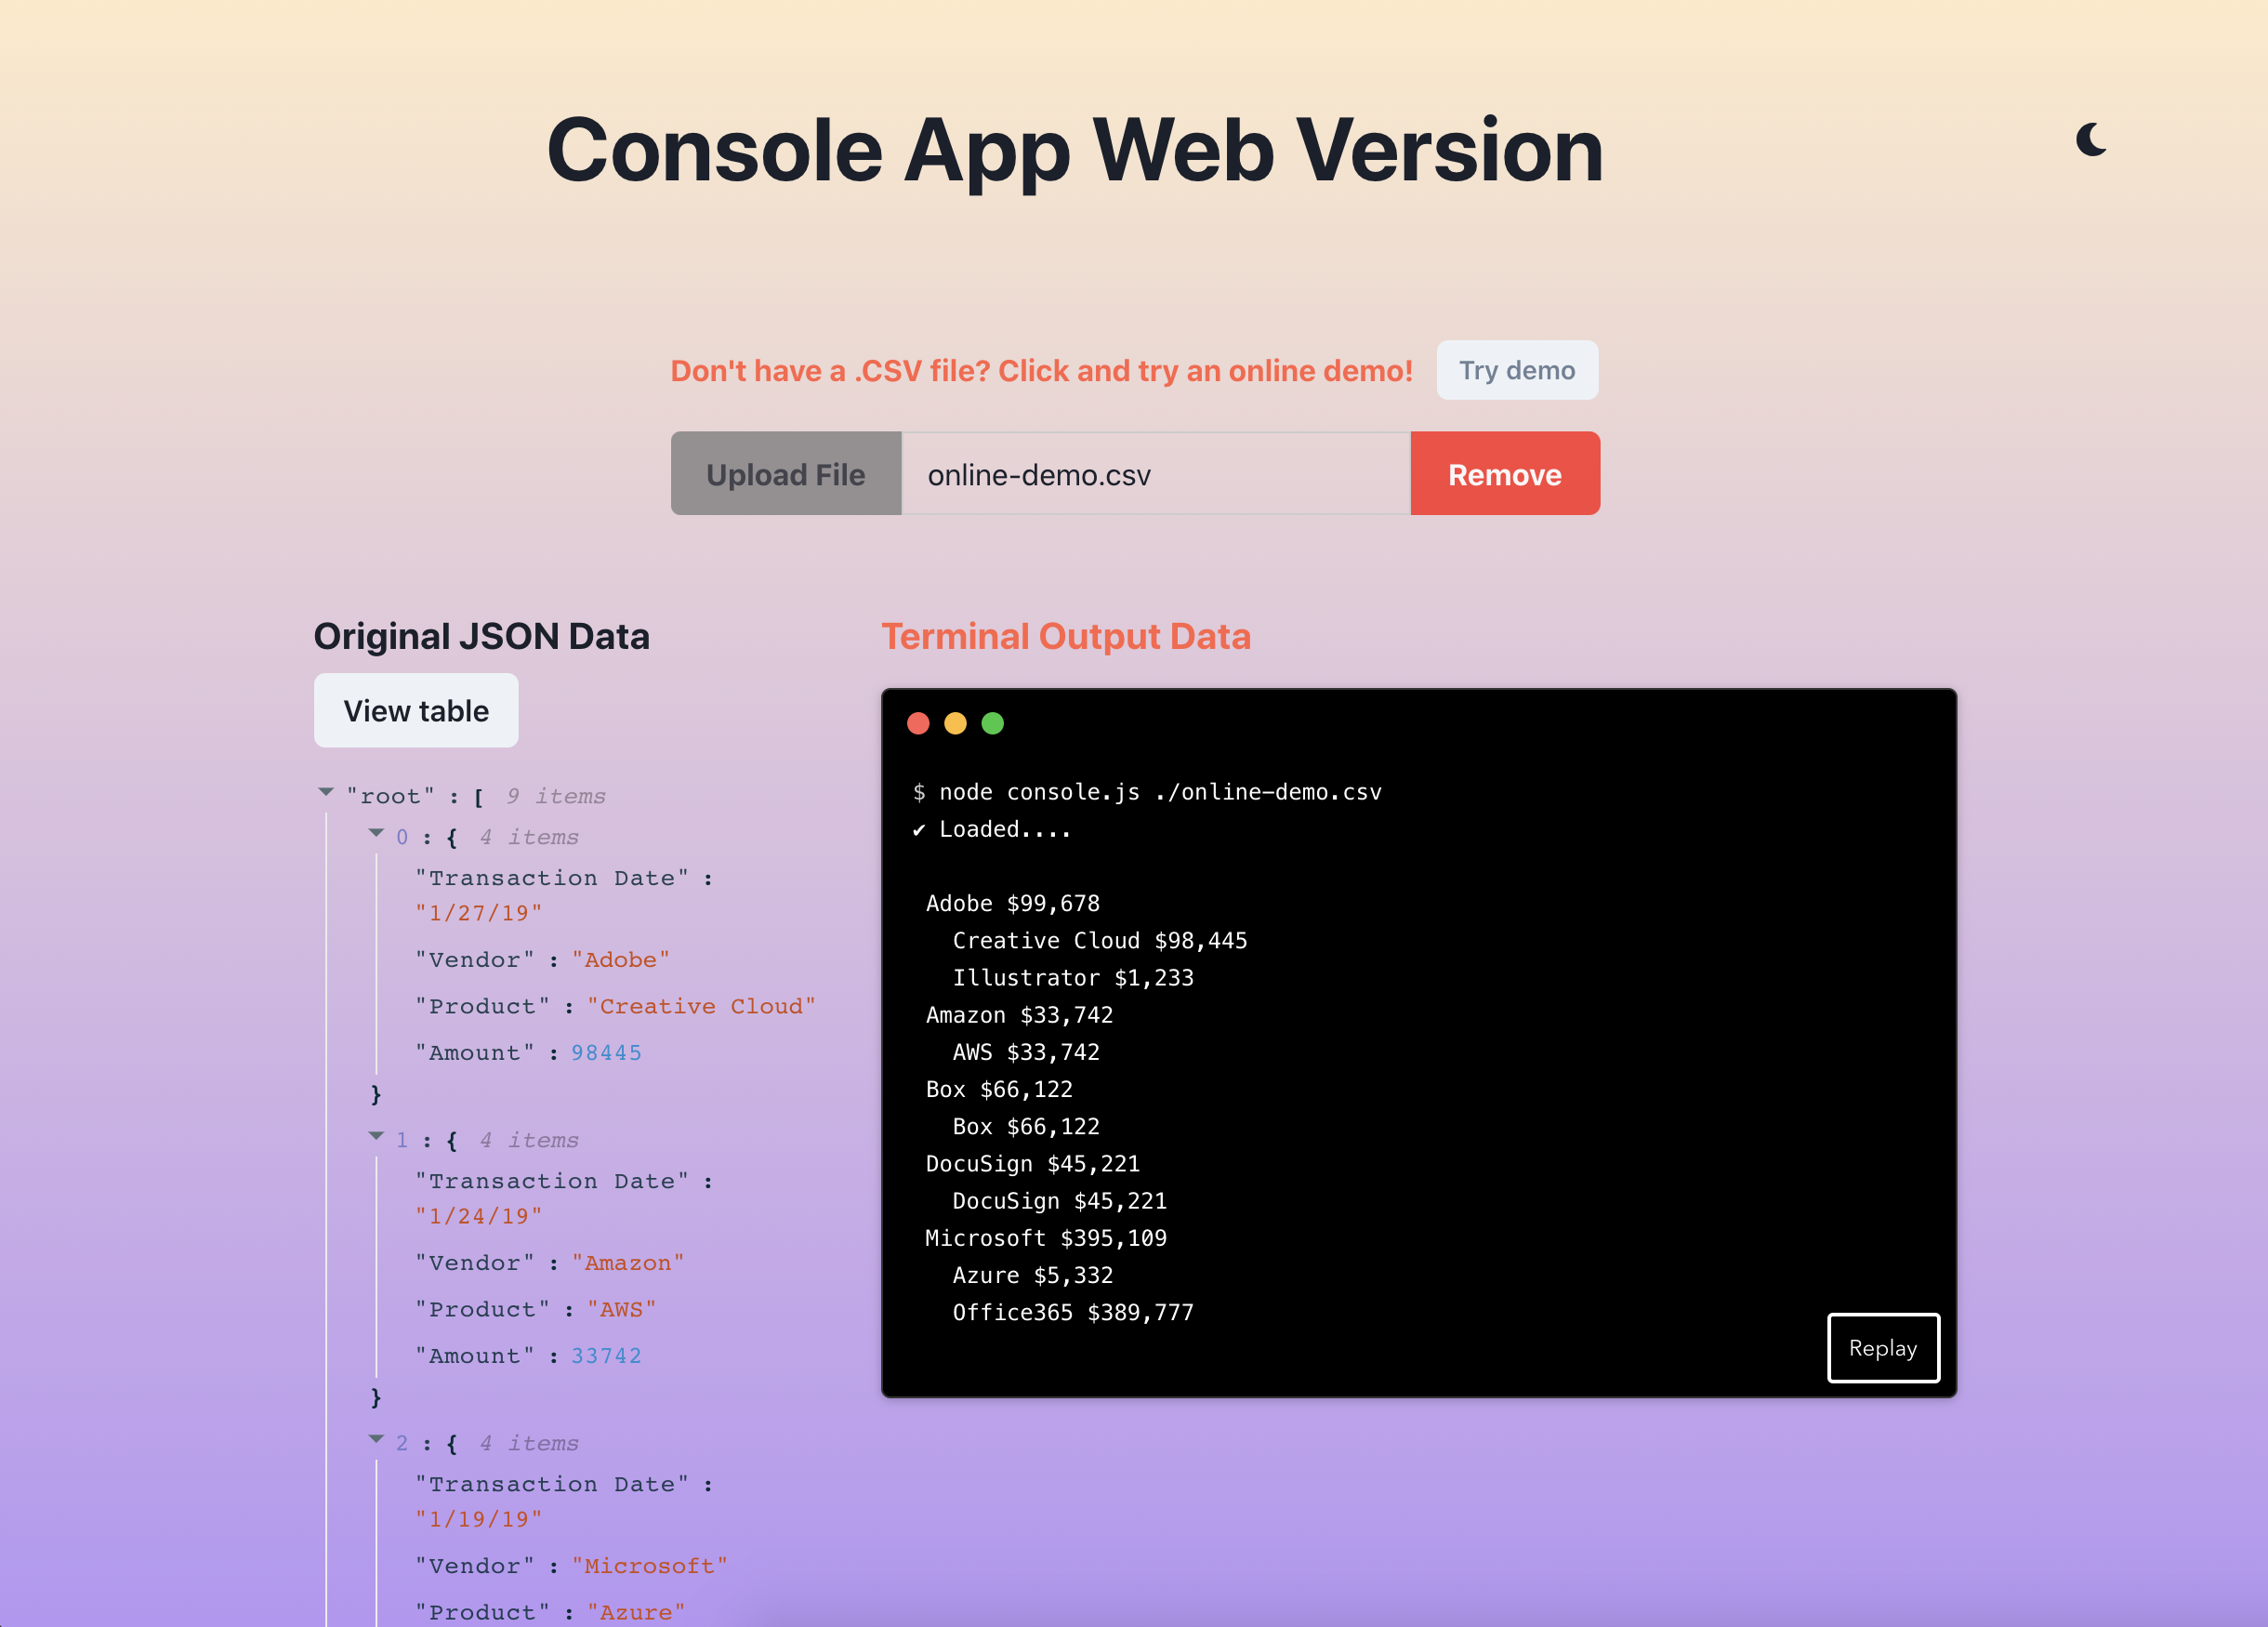 Console App Web Version
Don't have a .CSV file? Click and try an online demo! Try demo
Upload File online-demo.csv Remove
Original JSON Data
View table
"root" : [ 9 items
0 : { 4 items
"Transaction Date" :
"1/27/19"
"Vendor" : "Adobe"
"Product" : "Creative Cloud"
"Amount" : 98445
}
1 : { 4 items
"Transaction Date" :
"1/24/19"
"Vendor" : "Amazon"
"Product" : "AWS"
"Amount" : 33742
}
2 : { 4 items
"Transaction Date" :
"1/19/19"
"Vendor" : "Microsoft"
"Product" : "Azure"
Terminal Output Data
$ node console.js ./online-demo.csv
✔ Loaded....
Adobe $99,678
Creative Cloud $98,445
Illustrator $1,233
Amazon $33,742
AWS $33,742
Box $66,122
Box $66,122
DocuSign $45,221
DocuSign $45,221
Microsoft $395,109
Azure $5,332
Office365 $389,777
Replay